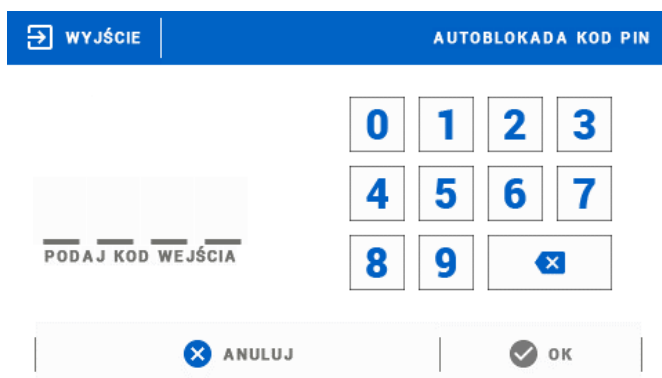 WYJŚCIE
AUTOBLOKADA KOD PIN
0 1 2 3
4 5 6 7
8 9
PODAJ KOD WEJŚCIA
ANULUJ
OK